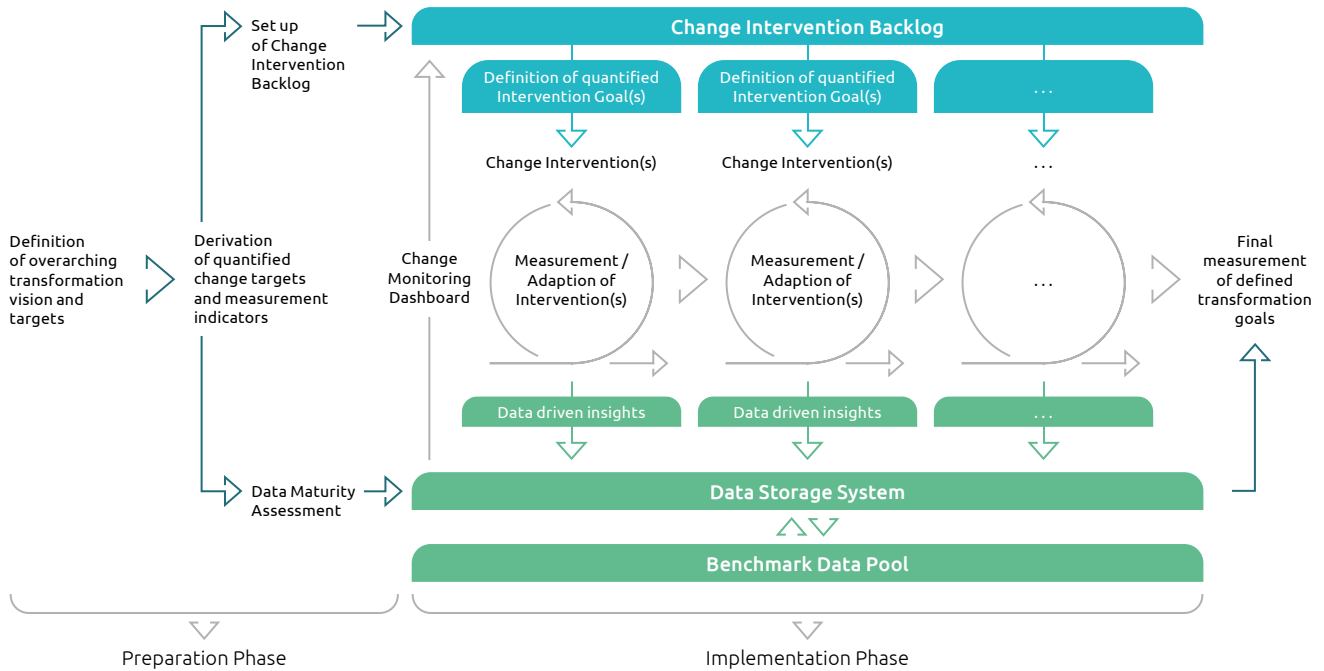 Set up
of Change
Intervention
Backlog
Change Intervention Backlog
Definition of quantified
Intervention Goal(s)
Definition of quantified
Intervention Goal(s)
...
Change Intervention(s)
Change Intervention(s)
...
Definition
of overarching
transformation
vision and
targets
Derivation
of quantified
change targets
and measurement
indicators
Change
Monitoring
Dashboard
Measurement /
Adaption of
Intervention(s)
Measurement /
Adaption of
Intervention(s)
...
Final
measurement
of defined
transformation
goals
Data driven insights
Data driven insights
...
Data Maturity
Assessment
Data Storage System
Benchmark Data Pool
Preparation Phase
Implementation Phase